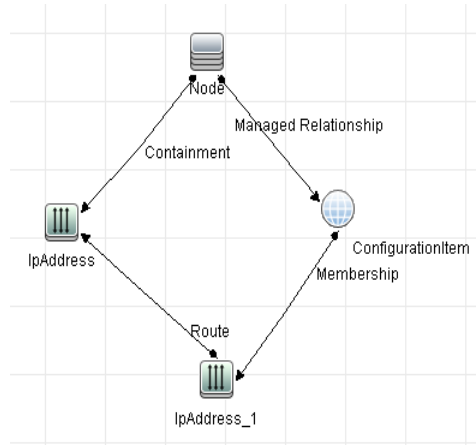 Node
Managed Relationship
Containment
ConfigurationItem
IpAddress
Membership
Route
IpAddress_1